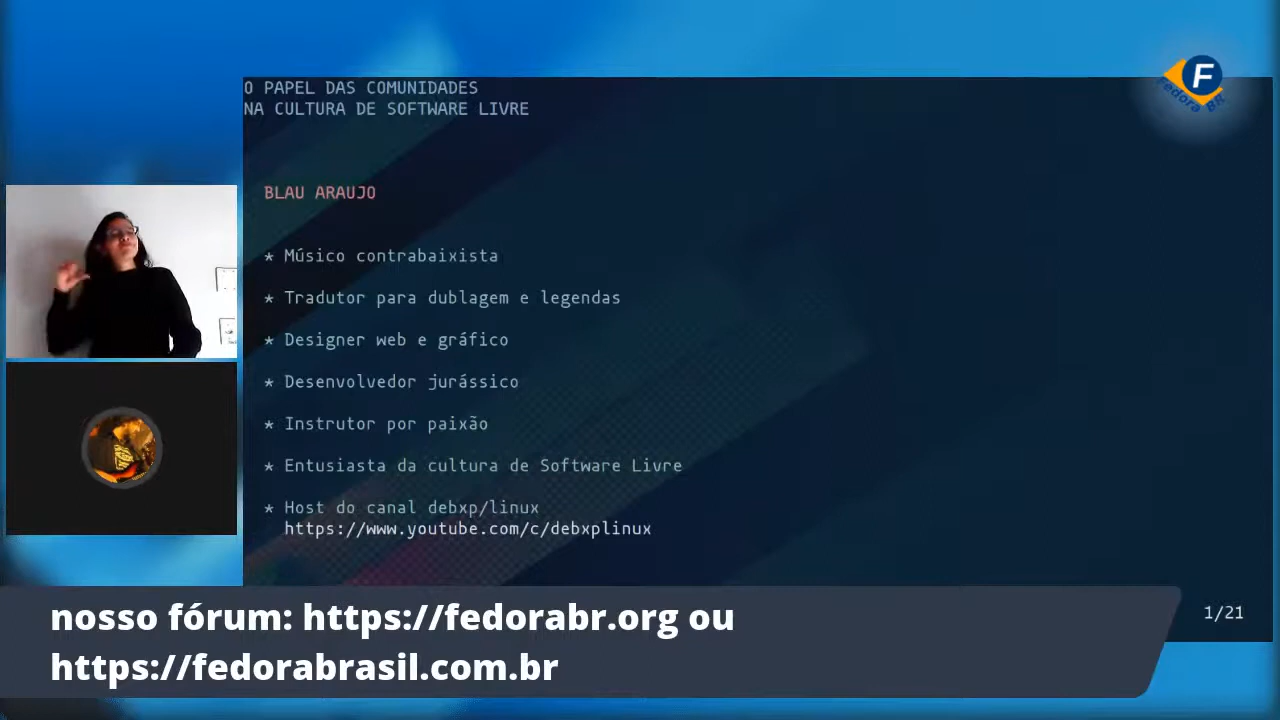 O PAPEL DAS COMUNIDADES
NA CULTURA DE SOFTWARE LIVRE
F
Fedora BR
BLAU ARAUJO
* Músico contrabaixista
* Tradutor para dublagem e legendas
* Designer web e gráfico
* Desenvolvedor jurássico
* Instrutor por paixão
* Entusiasta da cultura de Software Livre
* Host do canal debxp/linux
https://www.youtube.com/c/debxplinux
nosso fórum: https://fedorabr.org ou
https://fedorabrasil.com.br
1/21